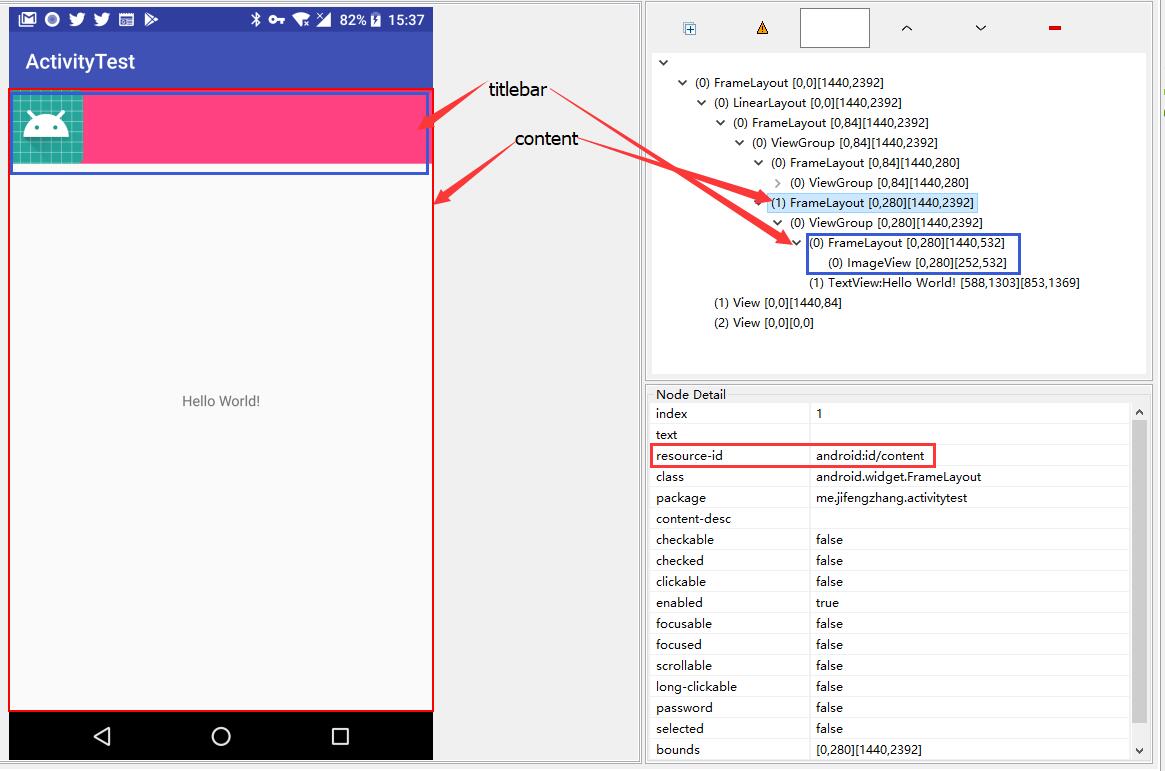 82% 15:37
ActivityTest
Hello World!
titlebar
content
(0) FrameLayout [0,0][1440,2392]
(0) LinearLayout [0,0][1440,2392]
(0) FrameLayout [0,84][1440,2392]
(0) ViewGroup [0,84][1440,2392]
(0) FrameLayout [0,84][1440,280]
(0) ViewGroup [0,84][1440,280]
(1) FrameLayout [0,280][1440,2392]
(0) ViewGroup [0,280][1440,2392]
(0) FrameLayout [0,280][1440,532]
(0) ImageView [0,280][252,532]
(1) TextView:Hello World! [588,1303][853,1369]
(1) View [0,0][1440,84]
(2) View [0,0][0,0]
Node Detail
index 1
text
resource-id android:id/content
class android.widget.FrameLayout
package me.jifengzhang.activitytest
content-desc
checkable false
checked false
clickable false
enabled true
focusable false
focused false
scrollable false
long-clickable false
password false
selected false
bounds [0,280][1440,2392]